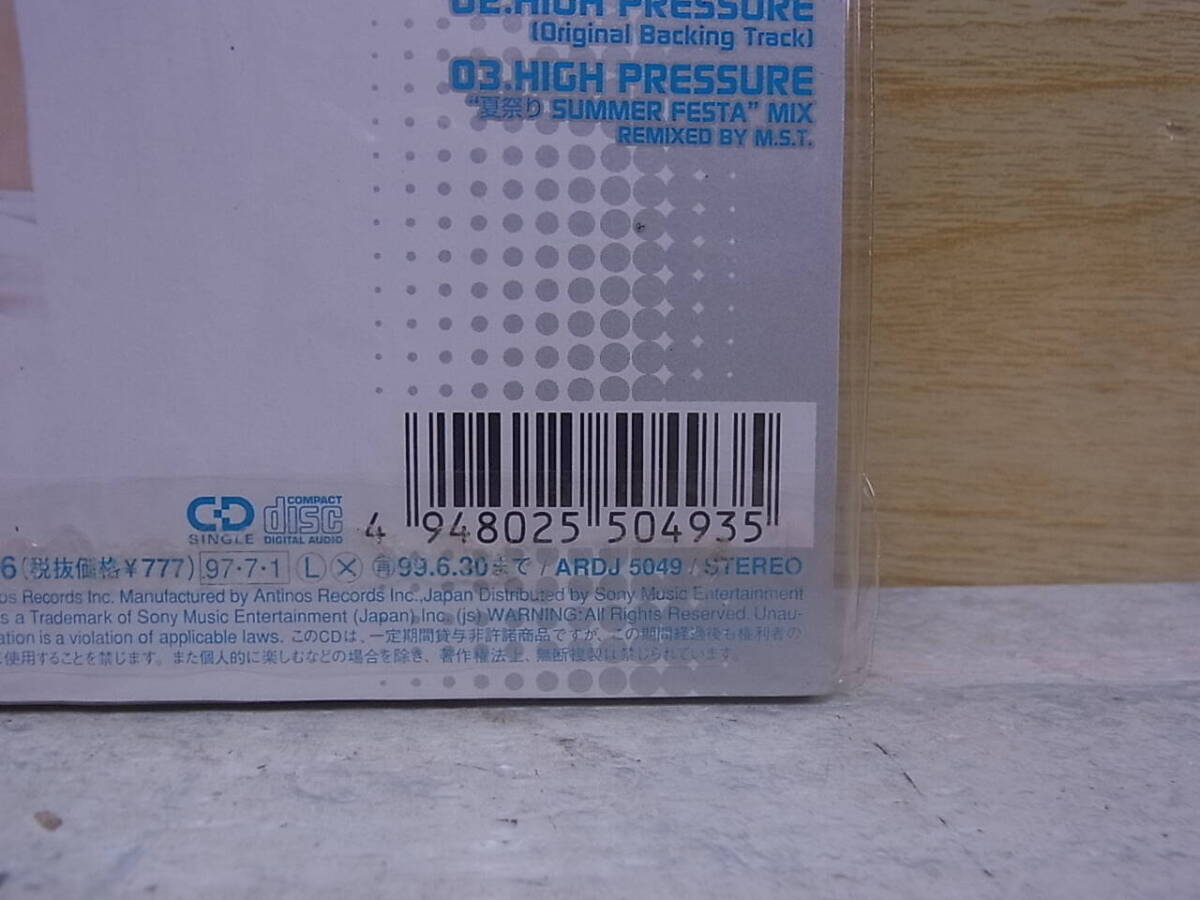 02.HIGH PRESSURE
(Original Backing Track)
03.HIGH PRESSURE
“夏祭り SUMMER FESTA” MIX
REMIXED BY M.S.T.
CD SINGLE
COMPACT disc DIGITAL AUDIO
4 948025 504935
6(税抜価格¥777) 97・7・1 L X 再99.6.30まで / ARDJ 5049 / STEREO
os Records Inc. Manufactured by Antinos Records Inc., Japan Distributed by Sony Music Entertainment
s a Trademark of Sony Music Entertainment (Japan) Inc. (js) WARNING: All Rights Reserved. Unau-
ation is a violation of applicable laws. このCDは、一定期間貸与非許諾商品ですが、この期間経過後も権利者の
使用することを禁じます。また個人的に楽しむなどの場合を除き、著作権法上、無断複製は禁じられています。